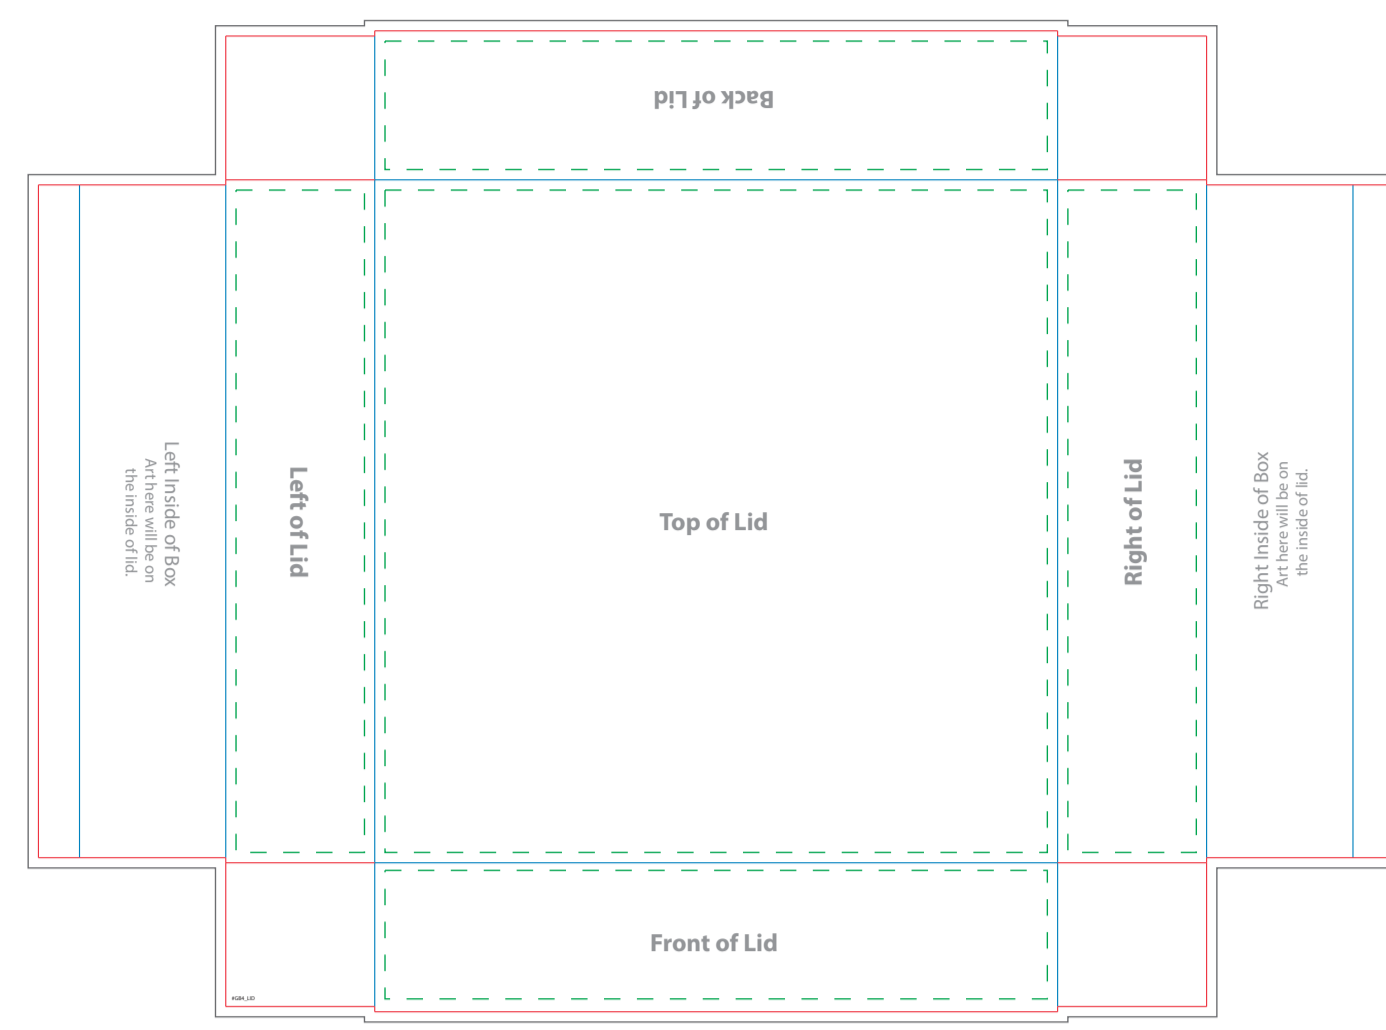 Back of Lid
Left Inside of Box
Art here will be on
the inside of lid.
Left of Lid
Top of Lid
Right of Lid
Right Inside of Box
Art here will be on
the inside of lid.
Front of Lid
#GB4_LID